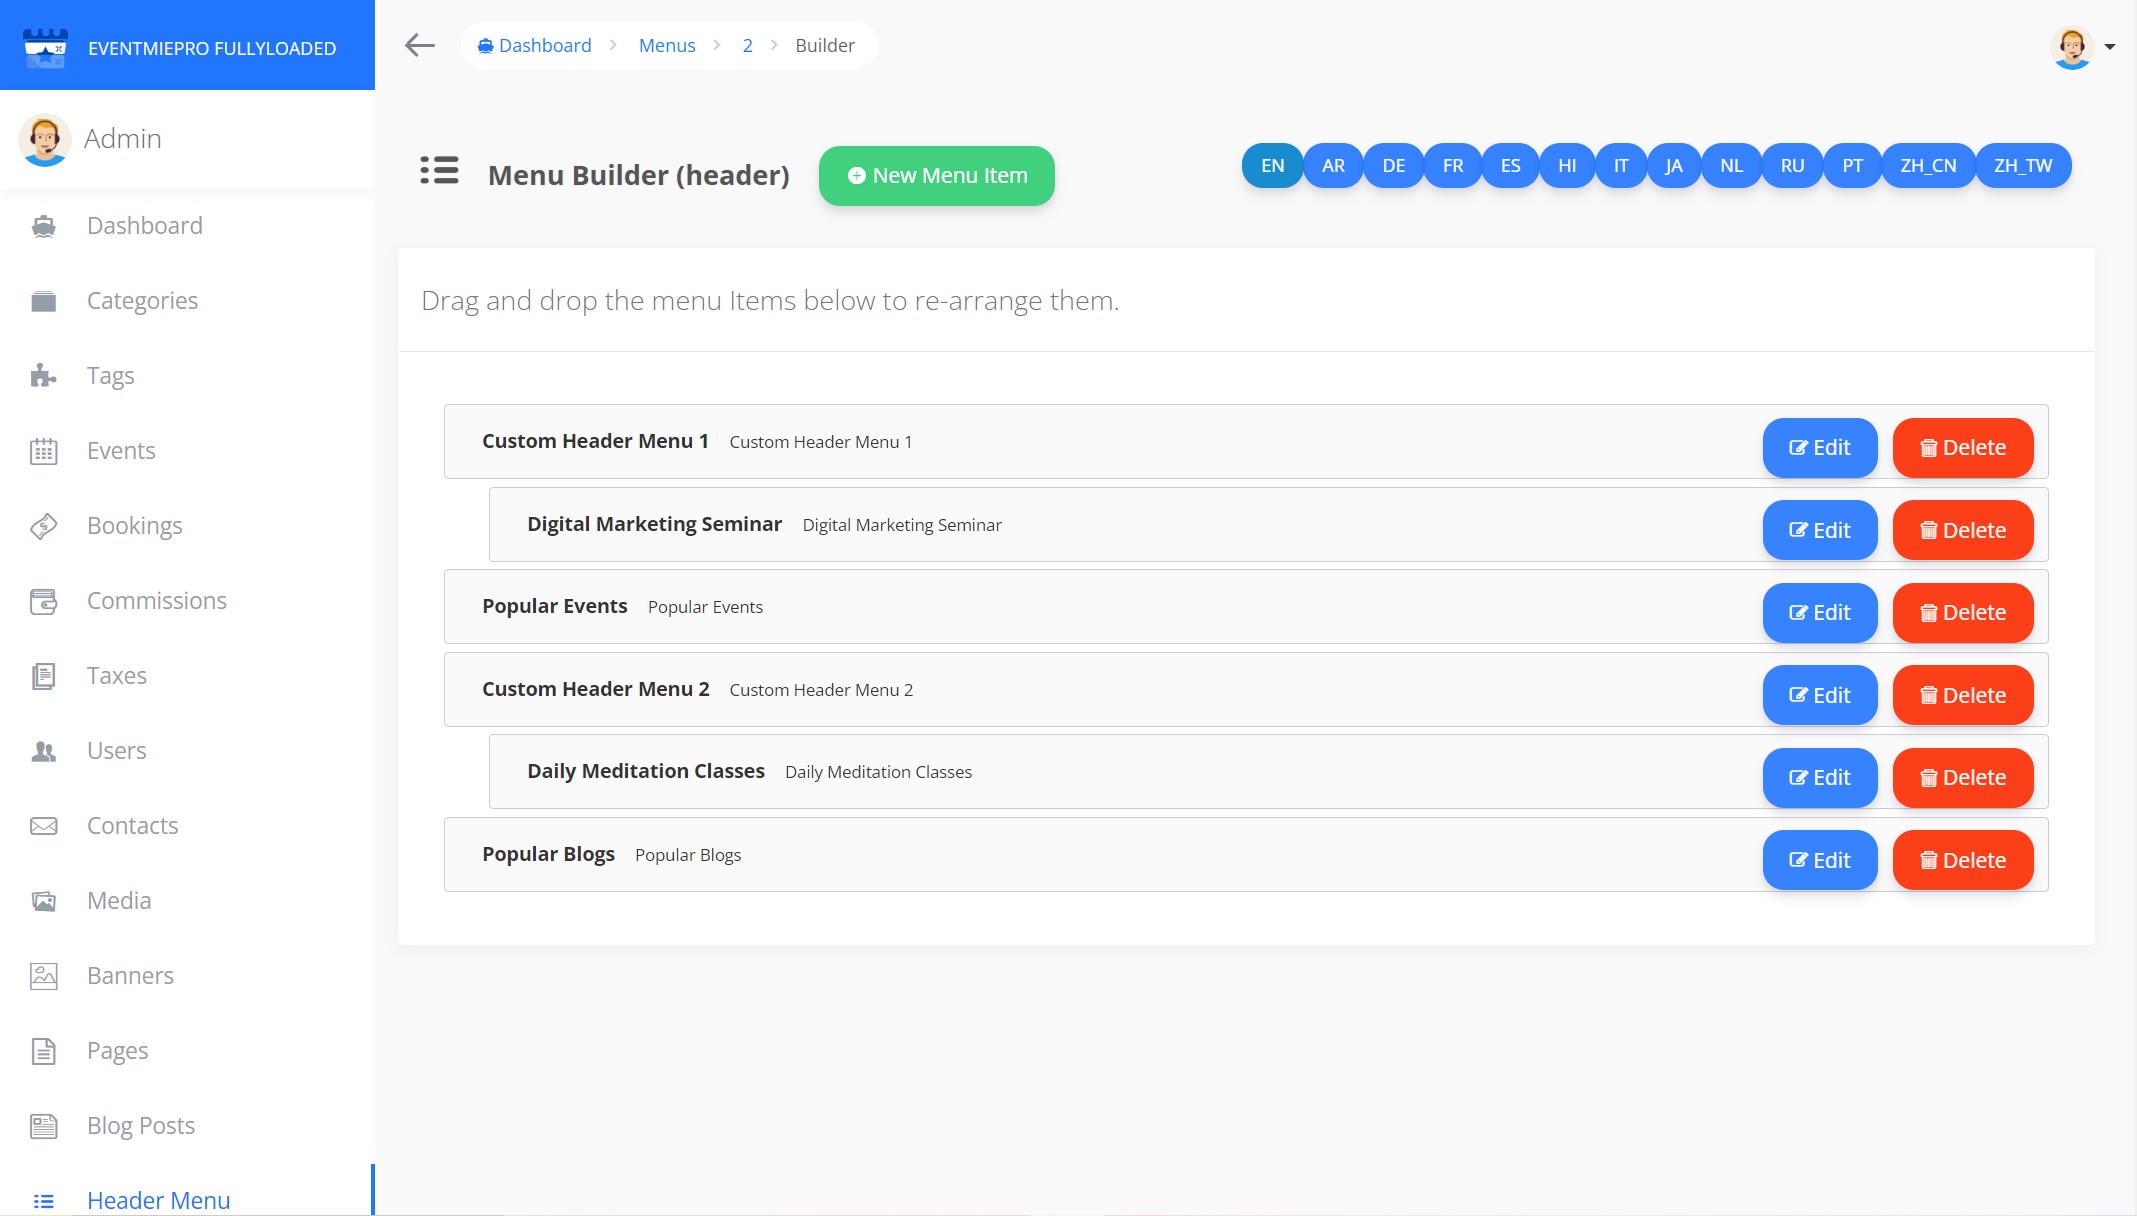 EVENTMIEPRO FULLYLOADED
Dashboard > Menus > 2 > Builder
Admin
Menu Builder (header)
New Menu Item
EN AR DE FR ES HI IT JA NL RU PT ZH_CN ZH_TW
Dashboard
Categories
Tags
Events
Bookings
Commissions
Taxes
Users
Contacts
Media
Banners
Pages
Blog Posts
Header Menu
Drag and drop the menu Items below to re-arrange them.
Custom Header Menu 1 Custom Header Menu 1 Edit Delete
Digital Marketing Seminar Digital Marketing Seminar Edit Delete
Popular Events Popular Events Edit Delete
Custom Header Menu 2 Custom Header Menu 2 Edit Delete
Daily Meditation Classes Daily Meditation Classes Edit Delete
Popular Blogs Popular Blogs Edit Delete